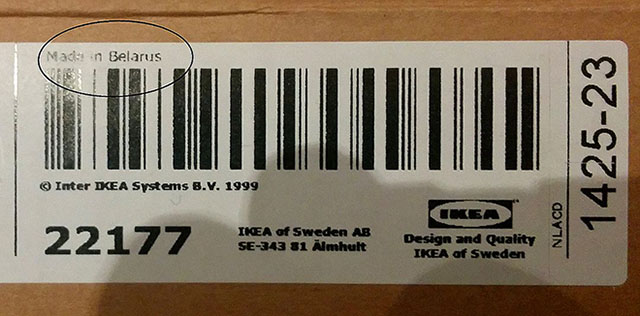 Made in Belarus
© Inter IKEA Systems B.V. 1999
22177
IKEA of Sweden AB
SE-343 81 Älmhult
IKEA
Design and Quality
IKEA of Sweden
NLACD
1425-23